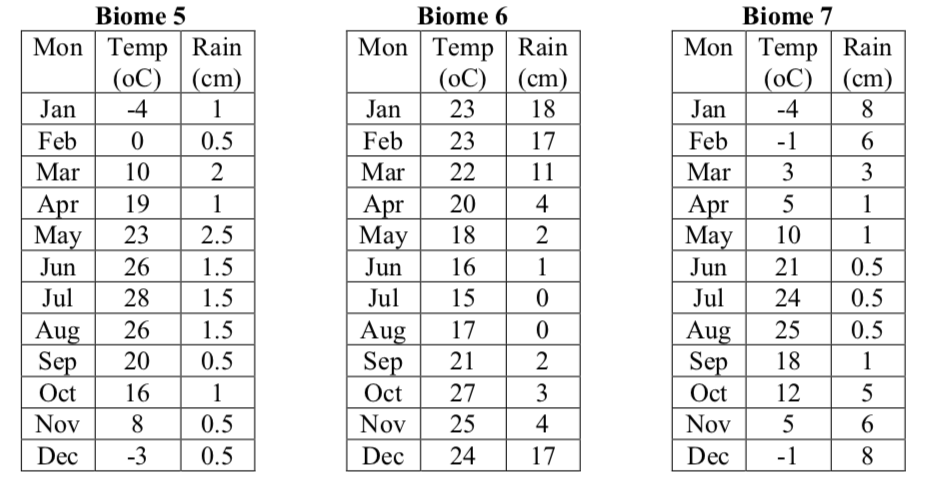 Biome 5
Mon Temp (oC) Rain (cm)
Jan -4 1
Feb 0 0.5
Mar 10 2
Apr 19 1
May 23 2.5
Jun 26 1.5
Jul 28 1.5
Aug 26 1.5
Sep 20 0.5
Oct 16 1
Nov 8 0.5
Dec -3 0.5
Biome 6
Mon Temp (oC) Rain (cm)
Jan 23 18
Feb 23 17
Mar 22 11
Apr 20 4
May 18 2
Jun 16 1
Jul 15 0
Aug 17 0
Sep 21 2
Oct 27 3
Nov 25 4
Dec 24 17
Biome 7
Mon Temp (oC) Rain (cm)
Jan -4 8
Feb -1 6
Mar 3 3
Apr 5 1
May 10 1
Jun 21 0.5
Jul 24 0.5
Aug 25 0.5
Sep 18 1
Oct 12 5
Nov 5 6
Dec -1 8